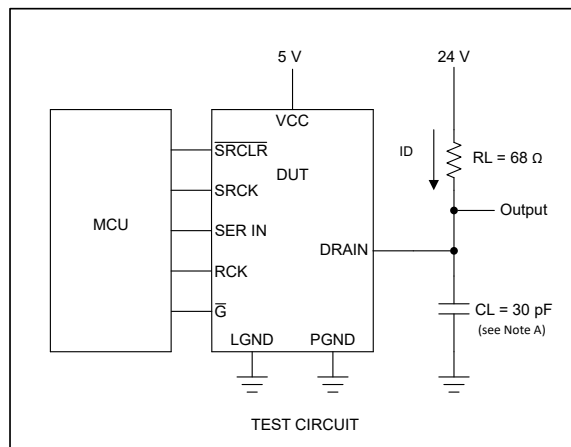 5 V
24 V
VCC
SRCLR
DUT
ID
RL = 68 Ω
SRCK
MCU
SER IN
Output
DRAIN
RCK
G
CL = 30 pF
(see Note A)
LGND
PGND
TEST CIRCUIT